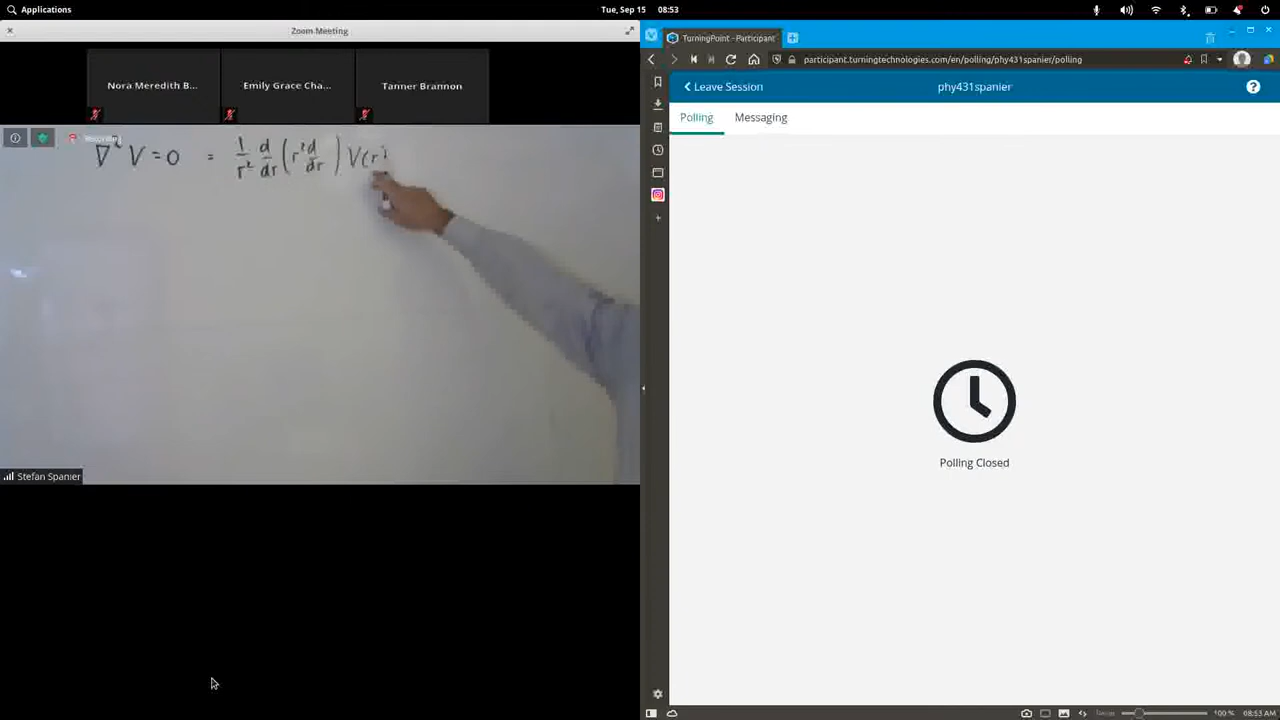 Applications
Tue, Sep 15 08:53
Zoom Meeting
Nora Meredith B...
Emily Grace Cha...
Tanner Brannon
Recording
∇² V = 0 = 1/r² d/dr (r² d/dr) V(r)
Stefan Spanier
TurningPoint - Participant
participant.turningtechnologies.com/en/polling/phy431spanier/polling
Leave Session
phy431spanier
?
Polling
Messaging
Polling Closed
Reset
100 %
08:53 AM